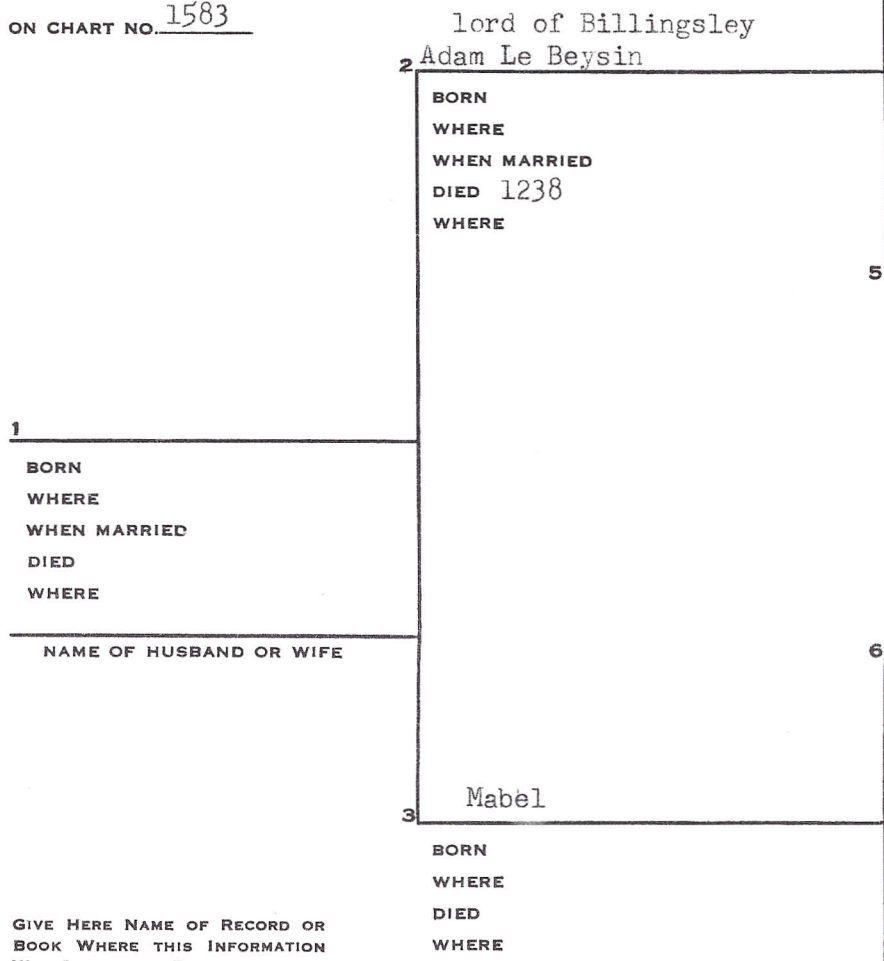 ON CHART NO. 1583
lord of Billingsley
2 Adam Le Beysin
BORN
WHERE
WHEN MARRIED
DIED 1238
WHERE
5
1
BORN
WHERE
WHEN MARRIED
DIED
WHERE
NAME OF HUSBAND OR WIFE
6
3 Mabel
BORN
WHERE
DIED
WHERE
GIVE HERE NAME OF RECORD OR
BOOK WHERE THIS INFORMATION